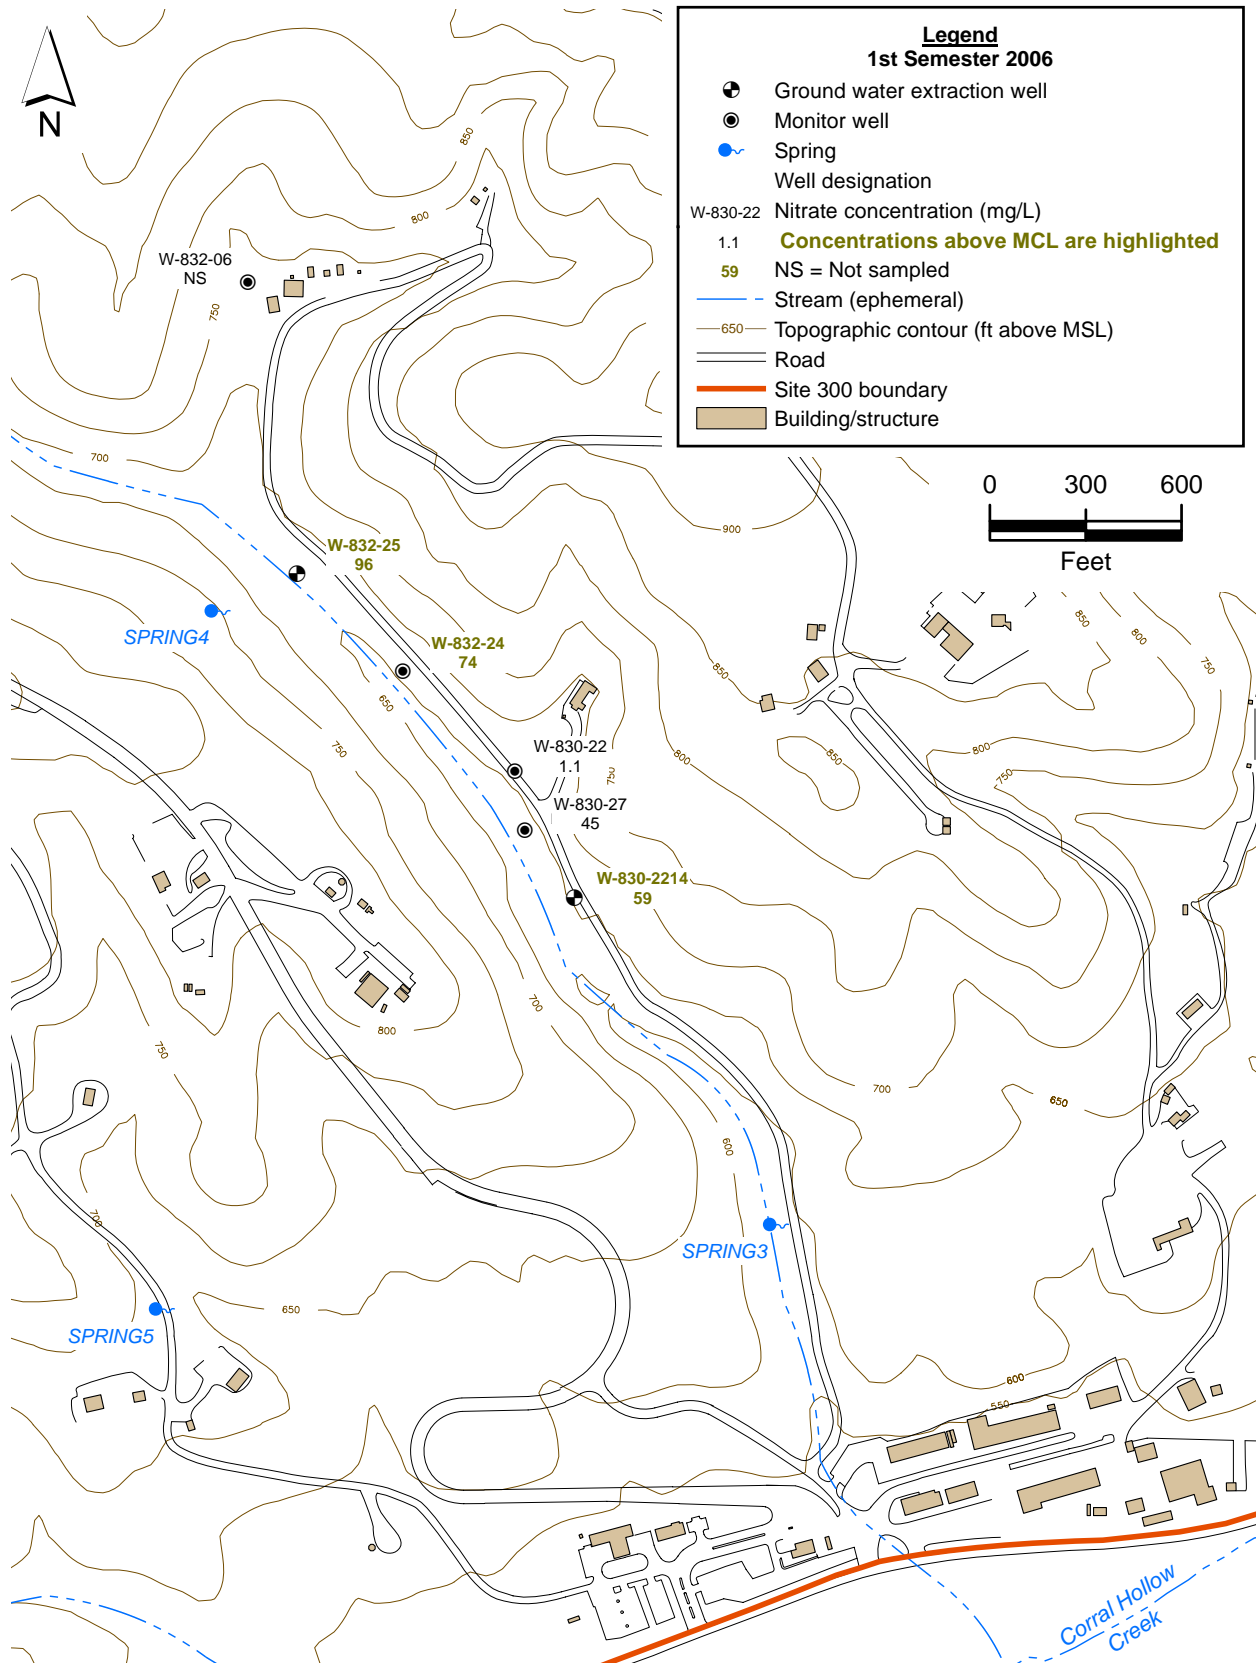 Legend
1st Semester 2006
Ground water extraction well
Monitor well
Spring
Well designation
W-830-22 Nitrate concentration (mg/L)
1.1 Concentrations above MCL are highlighted
59 NS = Not sampled
Stream (ephemeral)
650 Topographic contour (ft above MSL)
Road
Site 300 boundary
Building/structure
N
0 300 600
Feet
850
800
W-832-06
NS
750
700
900
W-832-25
96
SPRING4
W-832-24
74
650
750
850
850
800
750
W-830-22
1.1
750
800
800
750
850
W-830-27
45
W-830-2214
59
700
800
750
700
650
600
700
SPRING3
650
SPRING5
600
550
Corral Hollow
Creek